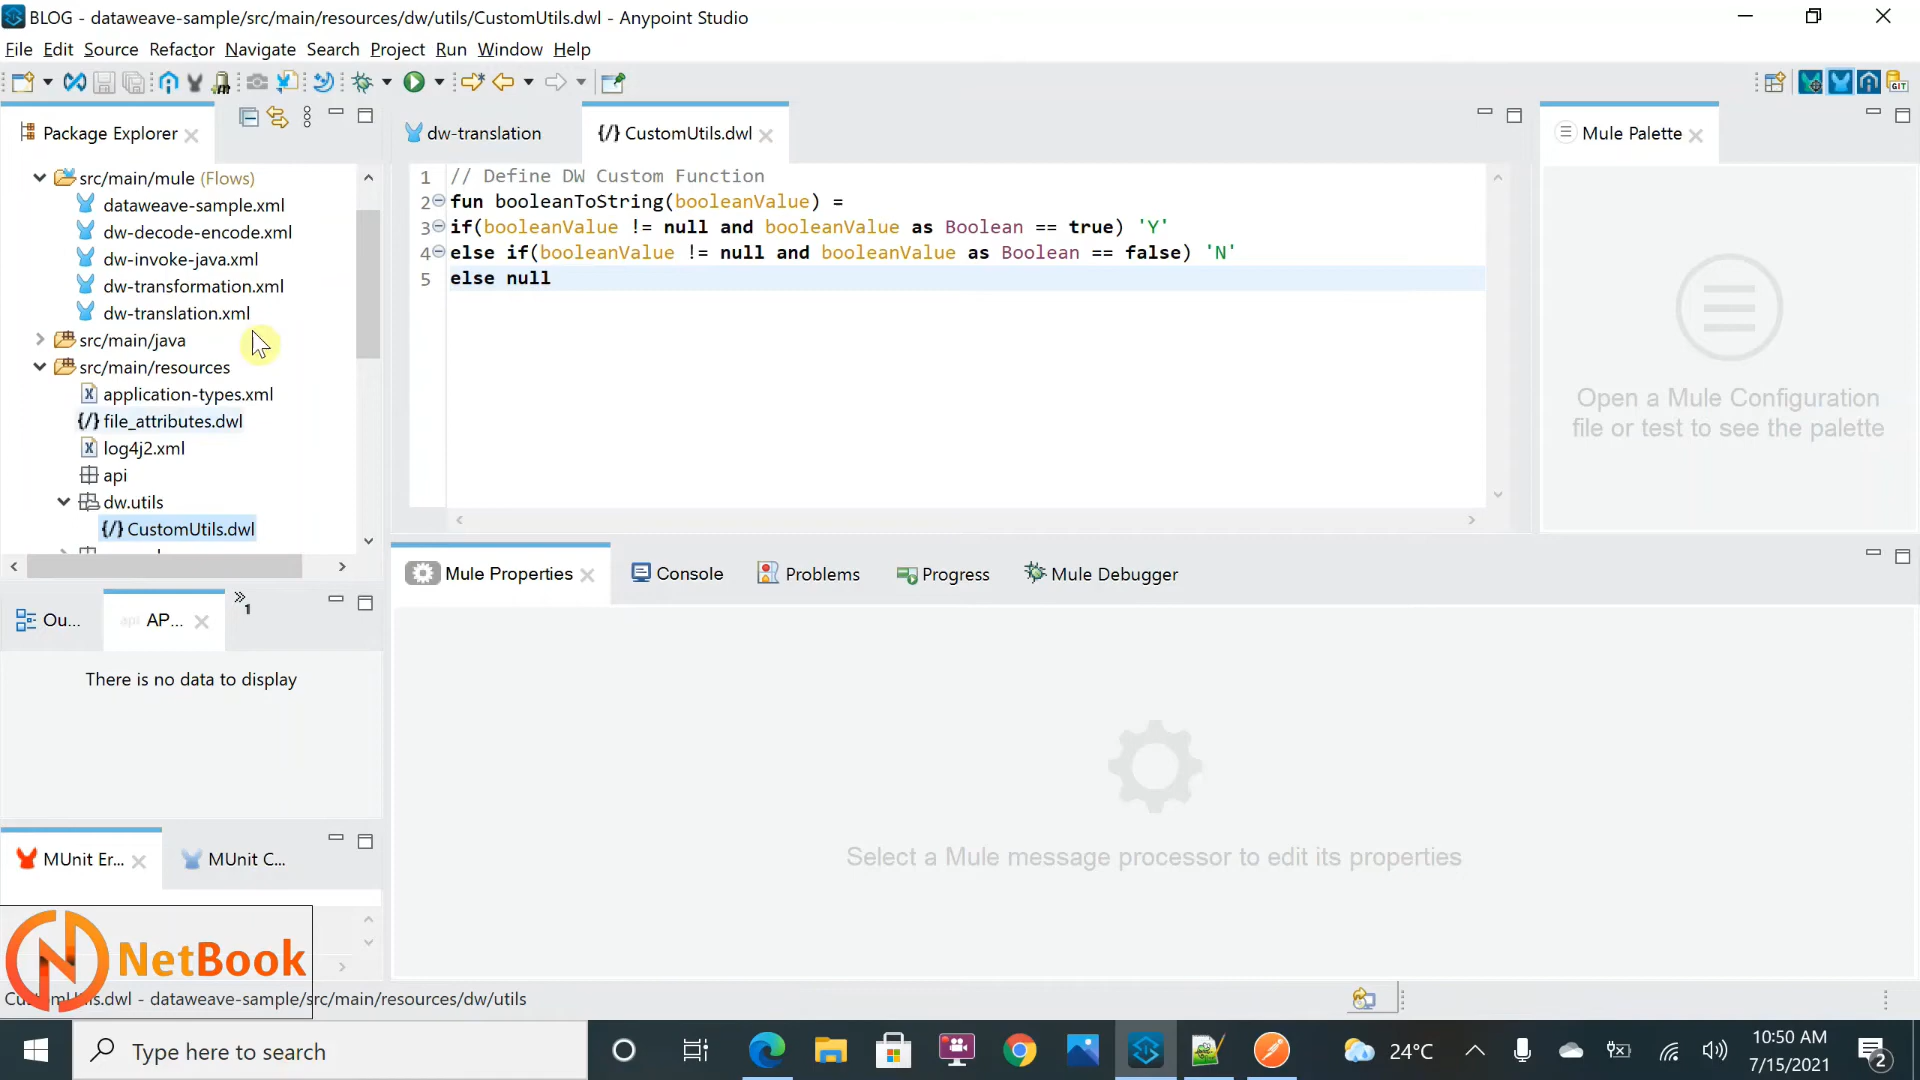 BLOG - dataweave-sample/src/main/resources/dw/utils/CustomUtils.dwl - Anypoint Studio
File Edit Source Refactor Navigate Search Project Run Window Help
GIT
Package Explorer
dw-translation
{/} CustomUtils.dwl
Mule Palette
src/main/mule (Flows)
dataweave-sample.xml
dw-decode-encode.xml
dw-invoke-java.xml
dw-transformation.xml
dw-translation.xml
src/main/java
src/main/resources
application-types.xml
{/} file_attributes.dwl
log4j2.xml
api
dw.utils
{/} CustomUtils.dwl
1 // Define DW Custom Function
2 fun booleanToString(booleanValue) =
3 if(booleanValue != null and booleanValue as Boolean == true) 'Y'
4 else if(booleanValue != null and booleanValue as Boolean == false) 'N'
5 else null
Open a Mule Configuration
file or test to see the palette
Mule Properties
Console
Problems
Progress
Mule Debugger
Ou...
api AP...
1
There is no data to display
Select a Mule message processor to edit its properties
MUnit Er...
MUnit C...
NetBook
CustomUtils.dwl - dataweave-sample/src/main/resources/dw/utils
Type here to search
24°C
10:50 AM
7/15/2021
2